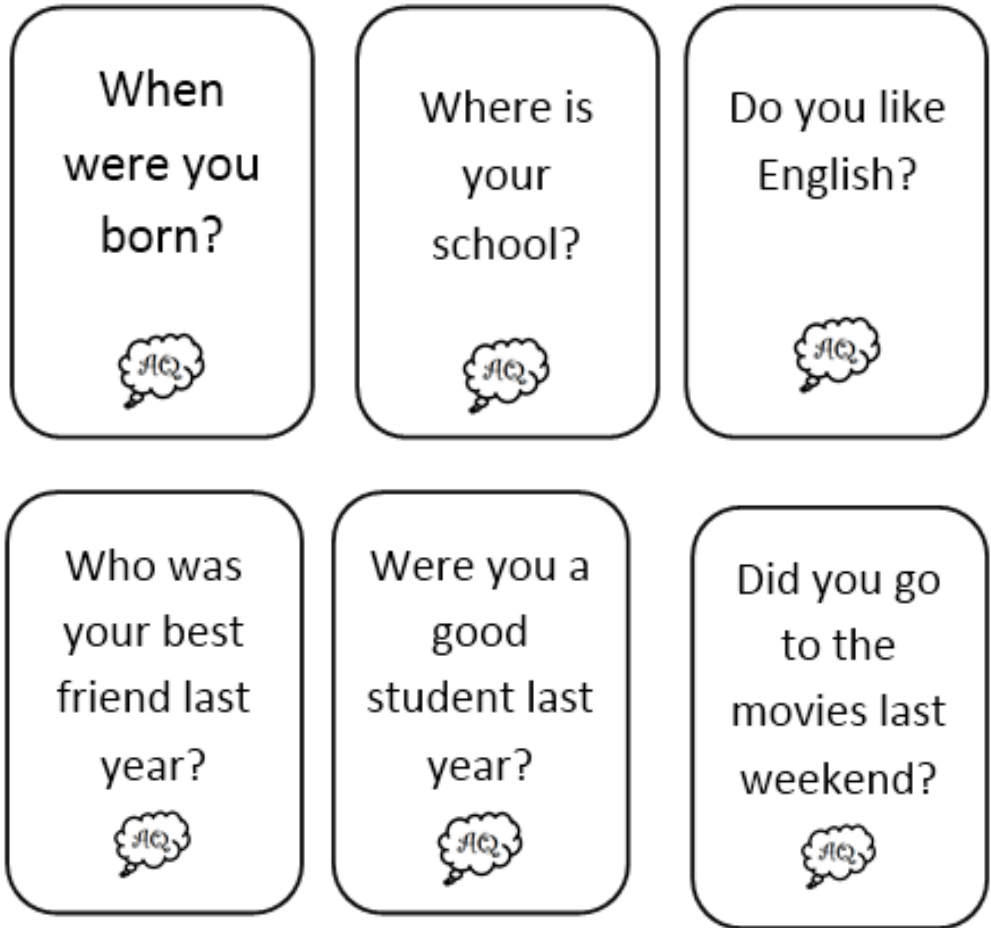 When
were you
born?
AQ
Where is
your
school?
AQ
Do you like
English?
AQ
Who was
your best
friend last
year?
AQ
Were you a
good
student last
year?
AQ
Did you go
to the
movies last
weekend?
AQ